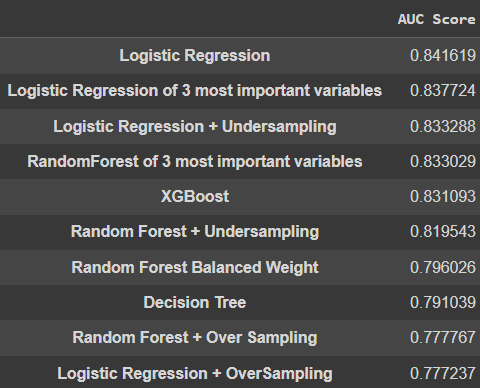 AUC Score
Logistic Regression 0.841619
Logistic Regression of 3 most important variables 0.837724
Logistic Regression + Undersampling 0.833288
RandomForest of 3 most important variables 0.833029
XGBoost 0.831093
Random Forest + Undersampling 0.819543
Random Forest Balanced Weight 0.796026
Decision Tree 0.791039
Random Forest + Over Sampling 0.777767
Logistic Regression + OverSampling 0.777237